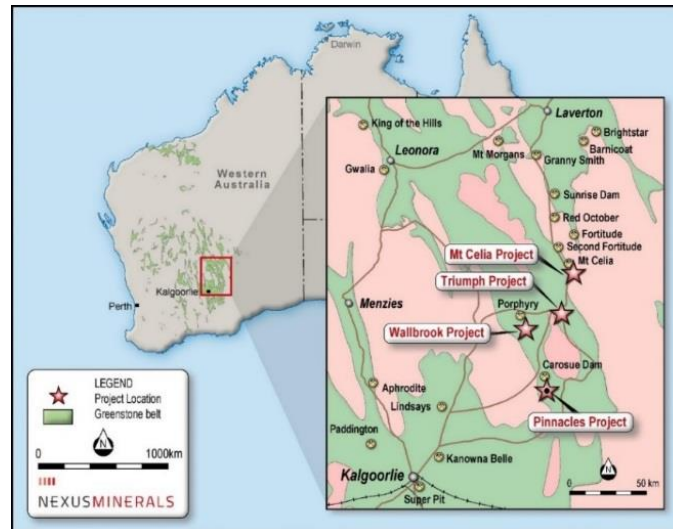 Darwin
Western
Australia
Kalgoorlie
Perth
LEGEND
Project Location
Greenstone belt
N
0
1000km
NEXUSMINERALS
King of the Hills
Laverton
Brightstar
Leonora
Mt Morgans
Barnicoat
Gwalia
Granny Smith
Sunrise Dam
Red October
Fortitude
Second Fortitude
Mt Celia Project
Mt Celia
Triumph Project
Menzies
Porphyry
Wallbrook Project
Carosue Dam
Aphrodite
Lindsays
Pinnacles Project
Paddington
Kanowna Belle
Kalgoorlie
Super Pit
N
0
50 km